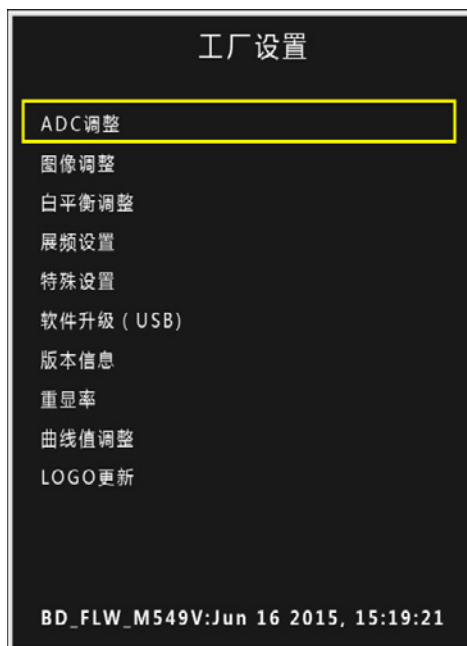 工厂设置
ADC调整
图像调整
白平衡调整
展频设置
特殊设置
软件升级（USB)
版本信息
重显率
曲线值调整
LOGO更新
BD_FLW_M549V:Jun 16 2015, 15:19:21